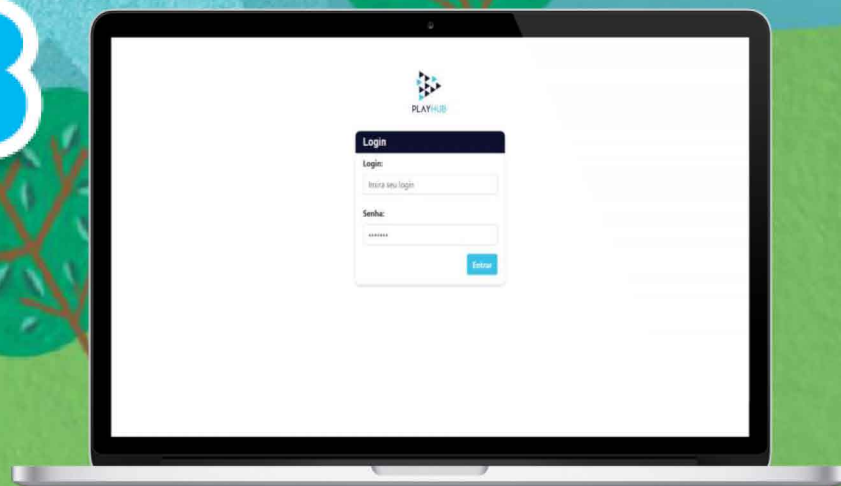 PLAYHUB
Login
Login:
Insira seu login
Senha:
Entrar